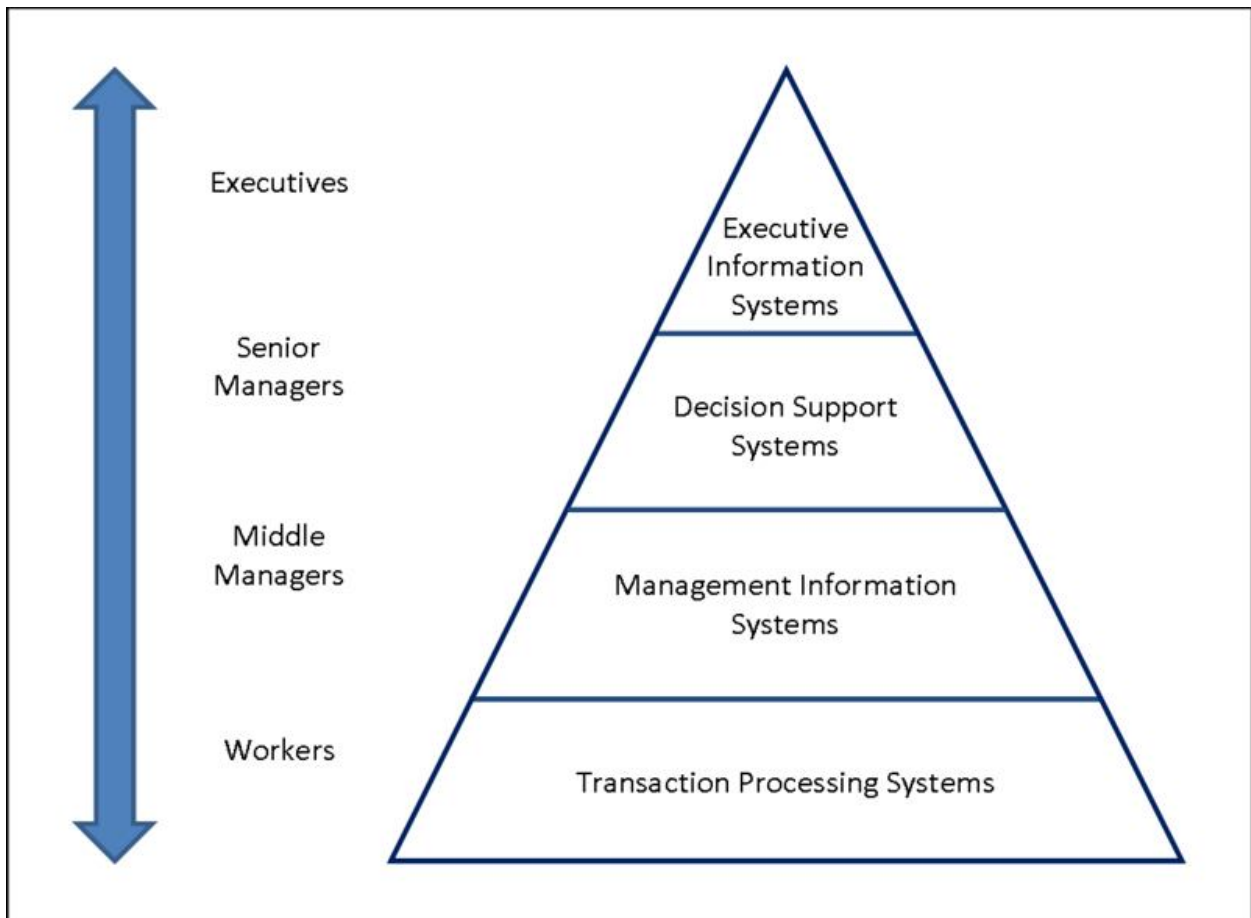 Executives
Executive
Information
Systems
Senior
Managers
Decision Support
Systems
Middle
Managers
Management Information
Systems
Workers
Transaction Processing Systems